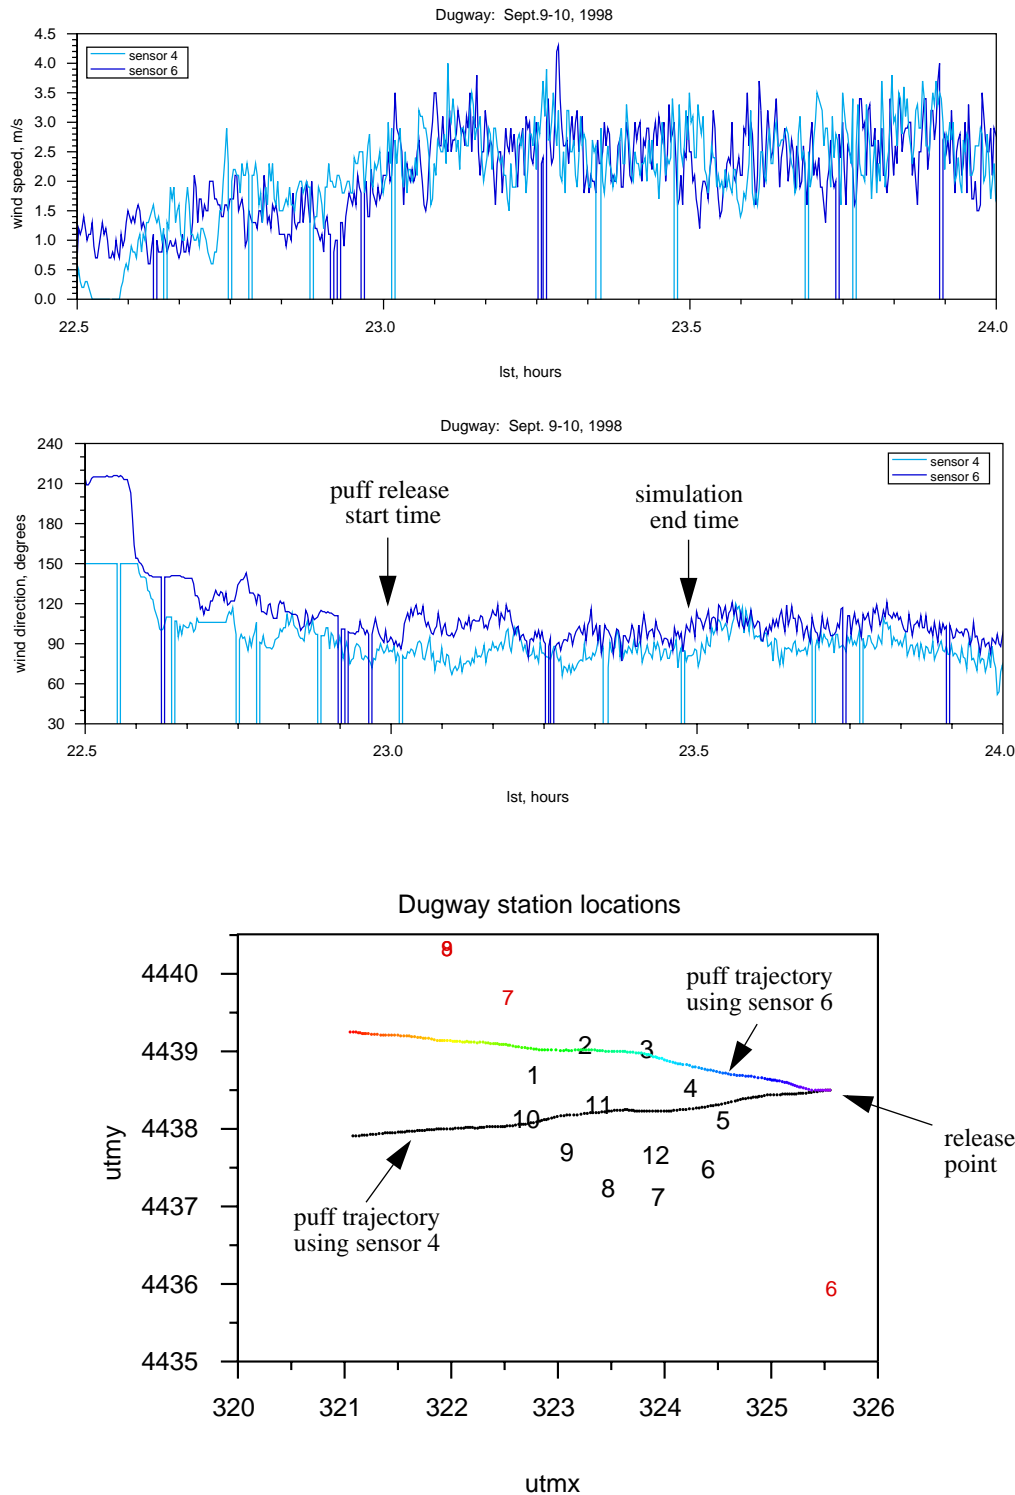 Dugway: Sept.9-10, 1998
wind speed, m/s
4.5
4.0
3.5
3.0
2.5
2.0
1.5
1.0
0.5
0.0
sensor 4
sensor 6
22.5
23.0
23.5
24.0
lst, hours
Dugway: Sept. 9-10, 1998
wind direction, degrees
240
210
180
150
120
90
60
30
sensor 4
sensor 6
puff release
start time
simulation
end time
22.5
23.0
23.5
24.0
lst, hours
Dugway station locations
utmy
4440
4439
4438
4437
4436
4435
7
puff trajectory
using sensor 6
2
3
1
4
11
10
5
9
12
6
8
7
release
point
puff trajectory
using sensor 4
6
320
321
322
323
324
325
326
utmx